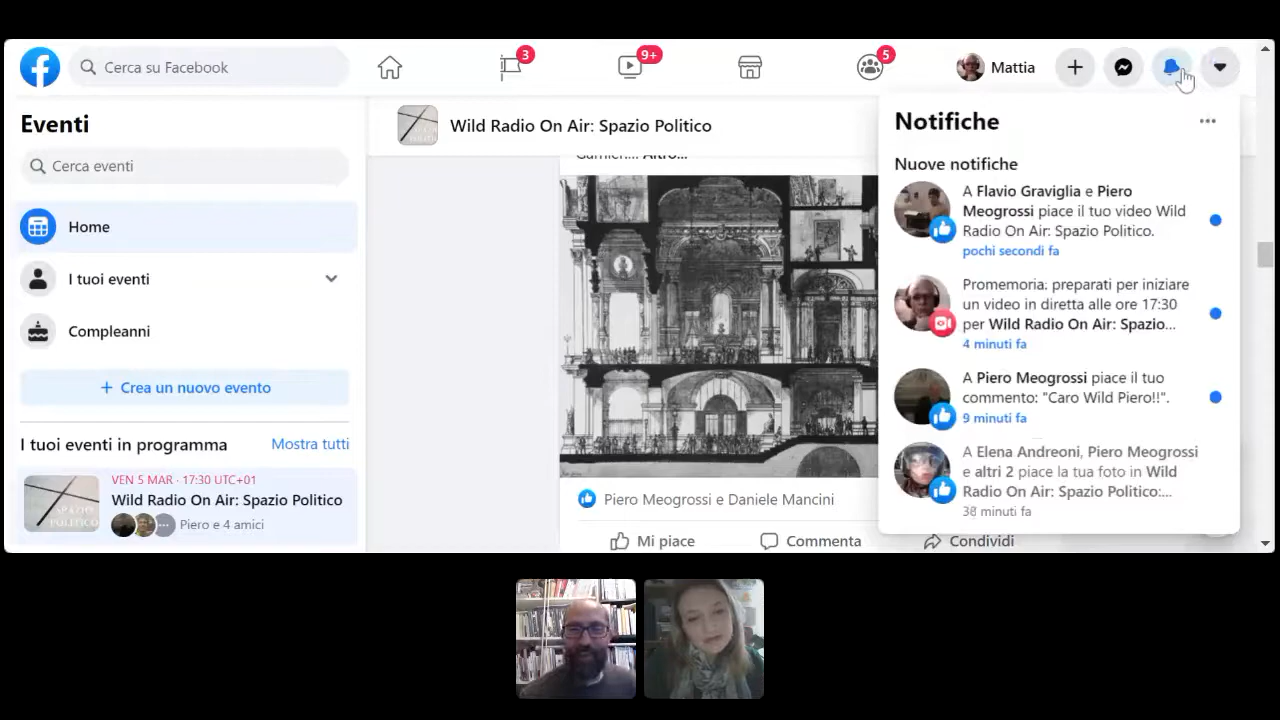 Cerca su Facebook
3
9+
5
Mattia
Eventi
Cerca eventi
Home
I tuoi eventi
Compleanni
+ Crea un nuovo evento
I tuoi eventi in programma
Mostra tutti
VEN 5 MAR · 17:30 UTC+01
Wild Radio On Air: Spazio Politico
Piero e 4 amici
Wild Radio On Air: Spazio Politico
Garnier.... Altro...
Piero Meogrossi e Daniele Mancini
Mi piace
Commenta
Condividi
Notifiche
Nuove notifiche
A Flavio Graviglia e Piero
Meogrossi piace il tuo video Wild
Radio On Air: Spazio Politico.
pochi secondi fa
Promemoria: preparati per iniziare
un video in diretta alle ore 17:30
per Wild Radio On Air: Spazio...
4 minuti fa
A Piero Meogrossi piace il tuo
commento: "Caro Wild Piero!!".
9 minuti fa
A Elena Andreoni, Piero Meogrossi
e altri 2 piace la tua foto in Wild
Radio On Air: Spazio Politico:...
minuti fa